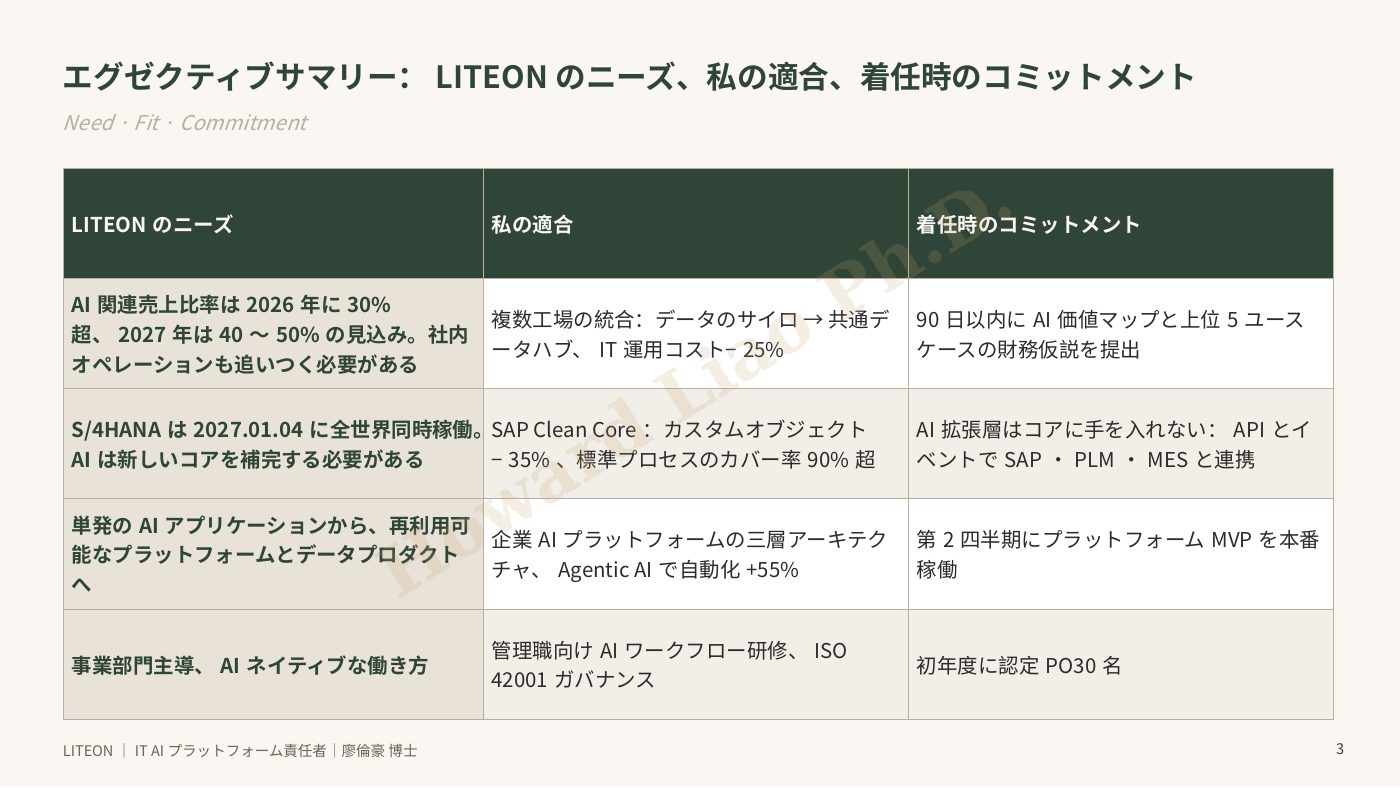 エグゼクティブサマリー： LITEON のニーズ、私の適合、着任時のコミットメント
Need · Fit · Commitment
LITEON のニーズ
私の適合
着任時のコミットメント
AI 関連売上比率は 2026 年に 30%
超、 2027 年は 40 〜 50% の見込み。社内
オペレーションも追いつく必要がある
複数工場の統合：データのサイロ → 共通デ
ータハブ、 IT 運用コスト− 25%
90 日以内に AI 価値マップと上位 5 ユース
ケースの財務仮説を提出
S/4HANA は 2027.01.04 に全世界同時稼働。
AI は新しいコアを補完する必要がある
SAP Clean Core ： カスタムオブジェクト
− 35% 、標準プロセスのカバー率 90% 超
AI 拡張層はコアに手を入れない： API とイ
ベントで SAP ・ PLM ・ MES と連携
単発の AI アプリケーションから、再利用可
能なプラットフォームとデータプロダクト
へ
企業 AI プラットフォームの三層アーキテク
チャ、 Agentic AI で自動化 +55%
第 2 四半期にプラットフォーム MVP を本番
稼働
事業部門主導、 AI ネイティブな働き方
管理職向け AI ワークフロー研修、 ISO
42001 ガバナンス
初年度に認定 PO30 名
Howard Liao Ph.D.
LITEON ｜ IT AI プラットフォーム責任者｜廖倫豪 博士
3